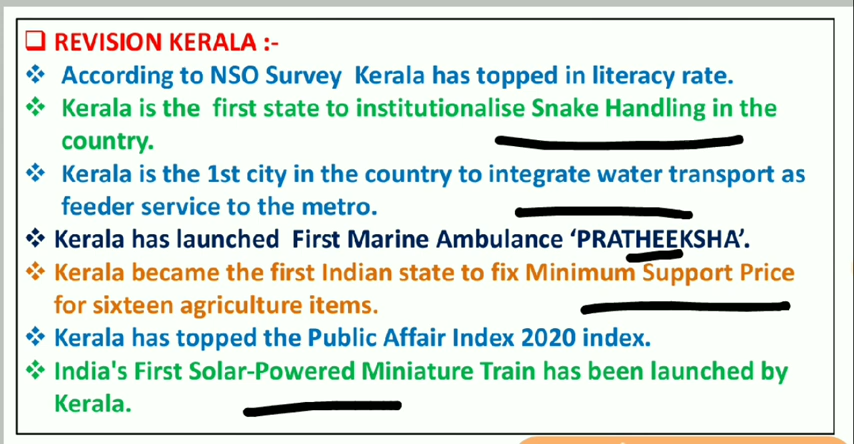 REVISION KERALA :-
According to NSO Survey Kerala has topped in literacy rate.
Kerala is the first state to institutionalise Snake Handling in the
country.
Kerala is the 1st city in the country to integrate water transport as
feeder service to the metro.
Kerala has launched First Marine Ambulance ‘PRATHEEKSHA’.
Kerala became the first Indian state to fix Minimum Support Price
for sixteen agriculture items.
Kerala has topped the Public Affair Index 2020 index.
India's First Solar-Powered Miniature Train has been launched by
Kerala.